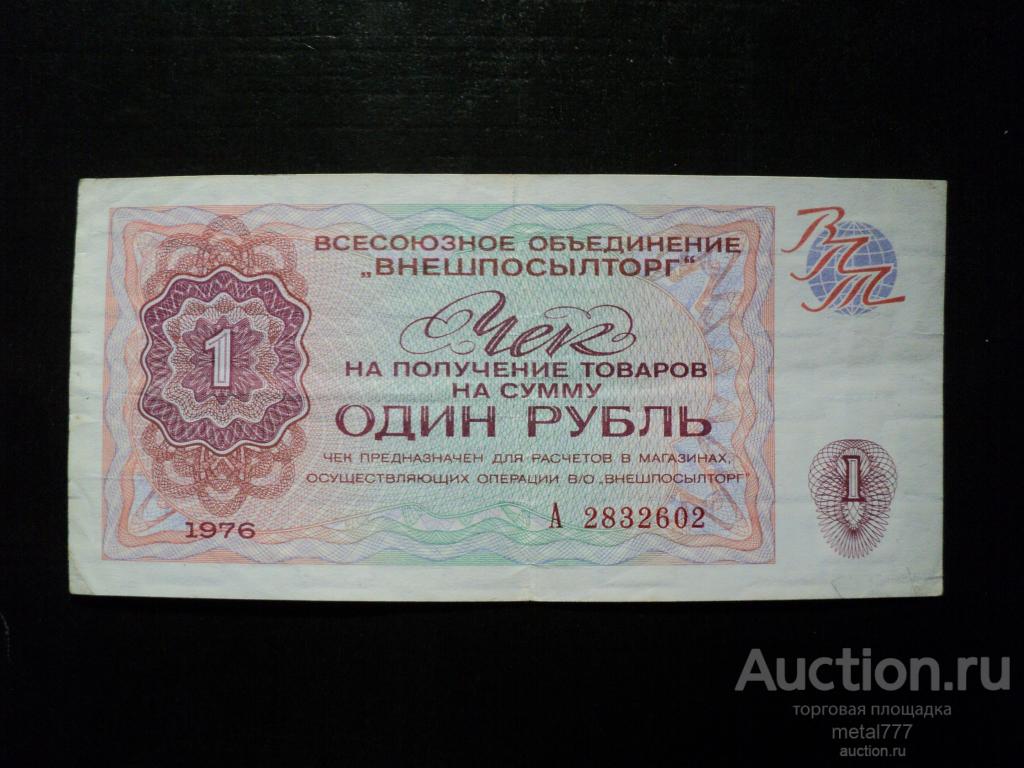 ВСЕСОЮЗНОЕ ОБЪЕДИНЕНИЕ
„ВНЕШПОСЫЛТОРГ“
ВПТ
Чек
НА ПОЛУЧЕНИЕ ТОВАРОВ
НА СУММУ
1
ОДИН РУБЛЬ
ЧЕК ПРЕДНАЗНАЧЕН ДЛЯ РАСЧЕТОВ В МАГАЗИНАХ,
ОСУЩЕСТВЛЯЮЩИХ ОПЕРАЦИИ В/О „ВНЕШПОСЫЛТОРГ“
1
1976
А 2832602
Auction.ru
торговая площадка
metal777
auction.ru